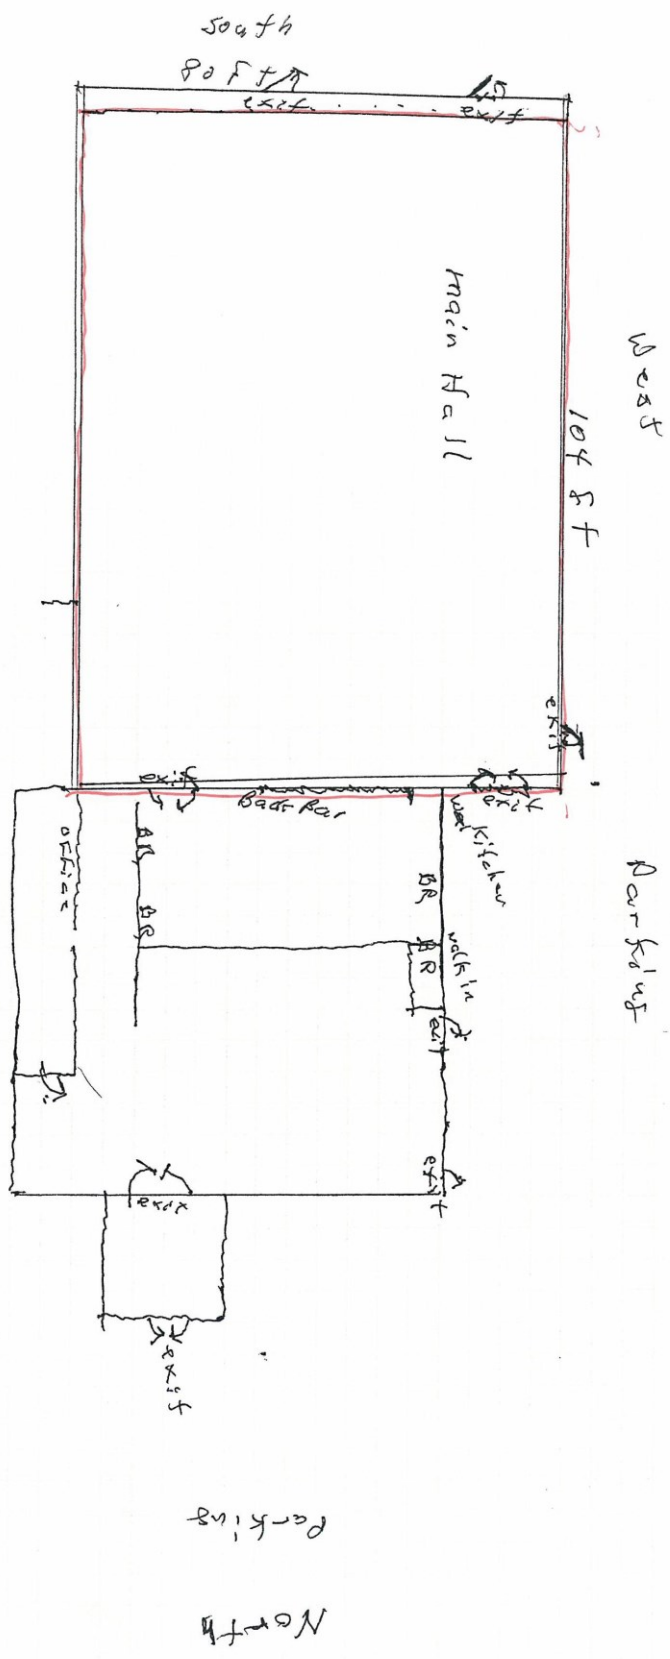 South
80 ft
exit
exit
West
104 ft
Main Hall
exit
exit
exit
Back Bar
Kitchen
Parking
office
BR
BR
BR
BR
walk in
exit
exit
exit
exit
Parking
North